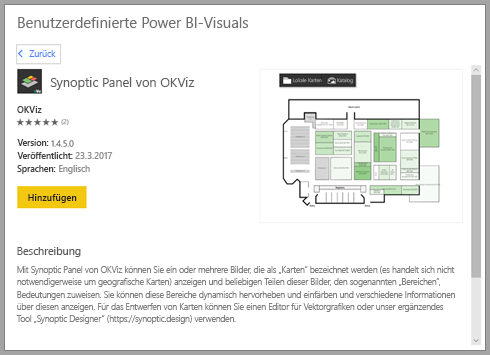 Benutzerdefinierte Power BI-Visuals
Zurück
Synoptic Panel von OKViz
Lokale Karten Katalog
OKViz
(2)
Version: 1.4.5.0
Veröffentlicht: 23.3.2017
Sprachen: Englisch
Hinzufügen
Beschreibung
Mit Synoptic Panel von OKViz können Sie ein oder mehrere Bilder, die als „Karten“ bezeichnet werden (es handelt sich nicht
notwendigerweise um geografische Karten) anzeigen und beliebigen Teilen dieser Bilder, den sogenannten „Bereichen“,
Bedeutungen zuweisen. Sie können diese Bereiche dynamisch hervorheben und einfärben und verschiedene Informationen
über diesen anzeigen. Für das Entwerfen von Karten können Sie einen Editor für Vektorgrafiken oder unser ergänzendes
Tool „Synoptic Designer“ (https://synoptic.design) verwenden.